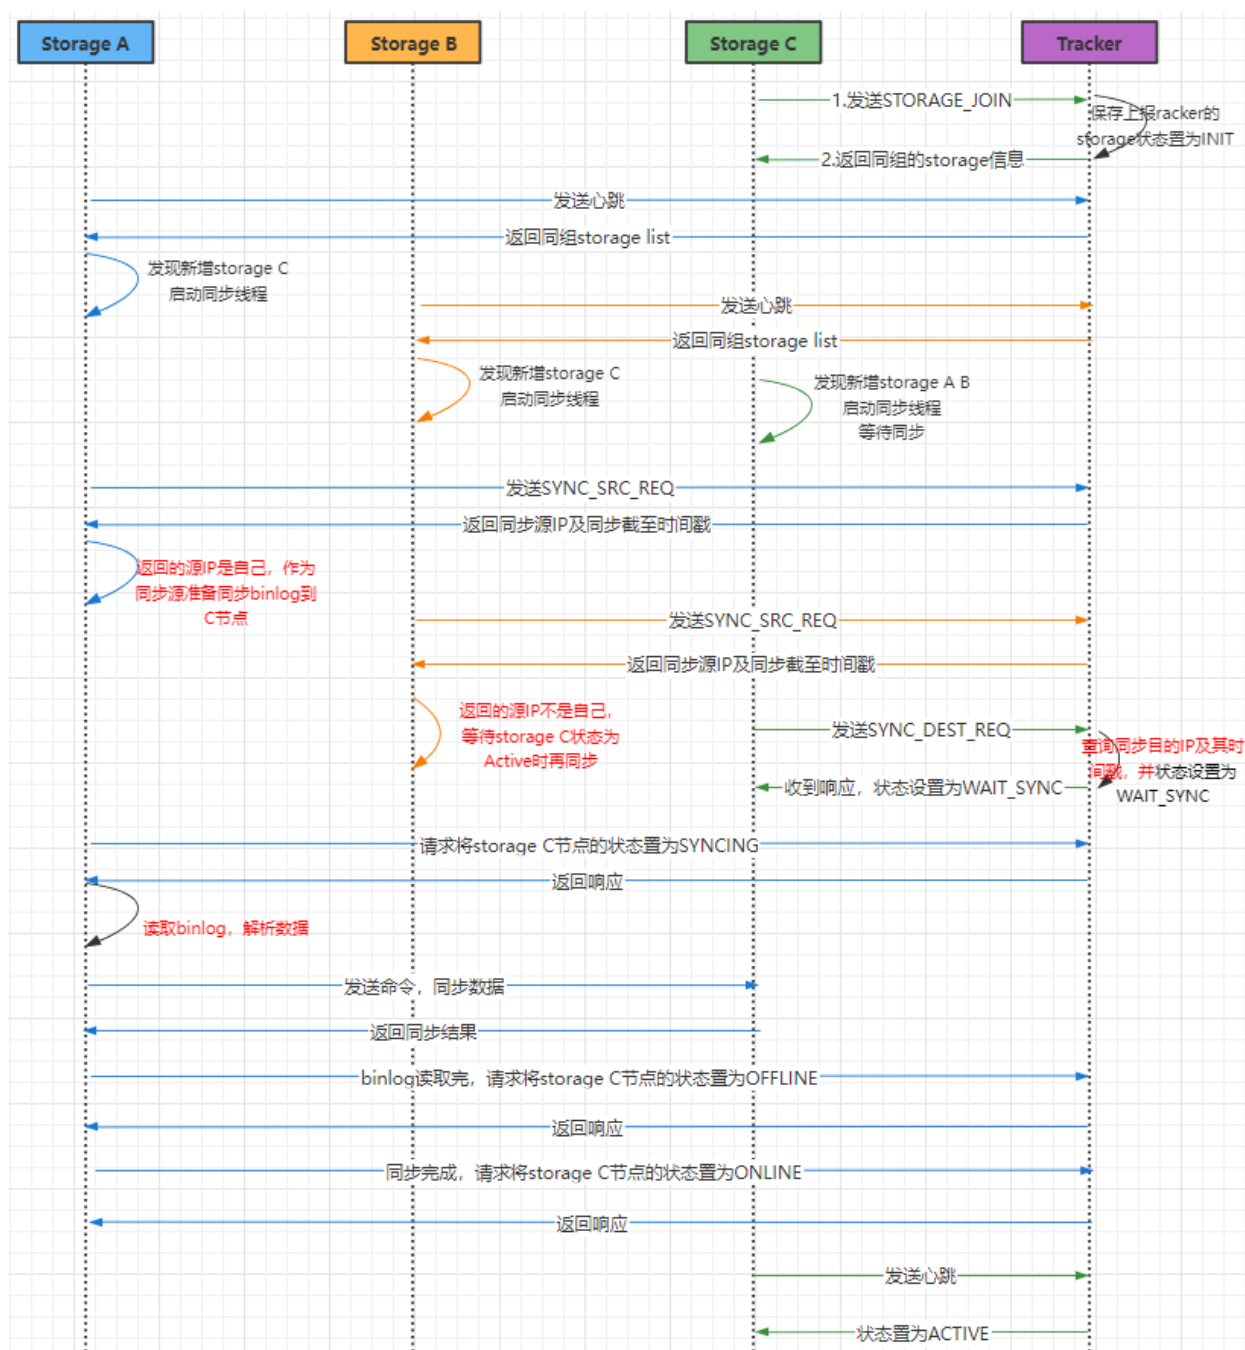 Storage A
Storage B
Storage C
Tracker
1.发送STORAGE_JOIN
保存上报racker的
storage状态置为INIT
2.返回同组的storage信息
发送心跳
返回同组storage list
发现新增storage C
启动同步线程
发送心跳
返回同组storage list
发现新增storage C
启动同步线程
发现新增storage A B
启动同步线程
等待同步
发送SYNC_SRC_REQ
返回同步源IP及同步截至时间戳
返回的源IP是自己，作为
同步源准备同步binlog到
C节点
发送SYNC_SRC_REQ
返回同步源IP及同步截至时间戳
返回的源IP不是自己，
等待storage C状态为
Active时再同步
发送SYNC_DEST_REQ
查询同步目的IP及其时
间戳，并状态设置为
WAIT_SYNC
收到响应，状态设置为WAIT_SYNC
请求将storage C节点的状态置为SYNCING
返回响应
读取binlog，解析数据
发送命令，同步数据
返回同步结果
binlog读取完，请求将storage C节点的状态置为OFFLINE
返回响应
同步完成，请求将storage C节点的状态置为ONLINE
返回响应
发送心跳
状态置为ACTIVE